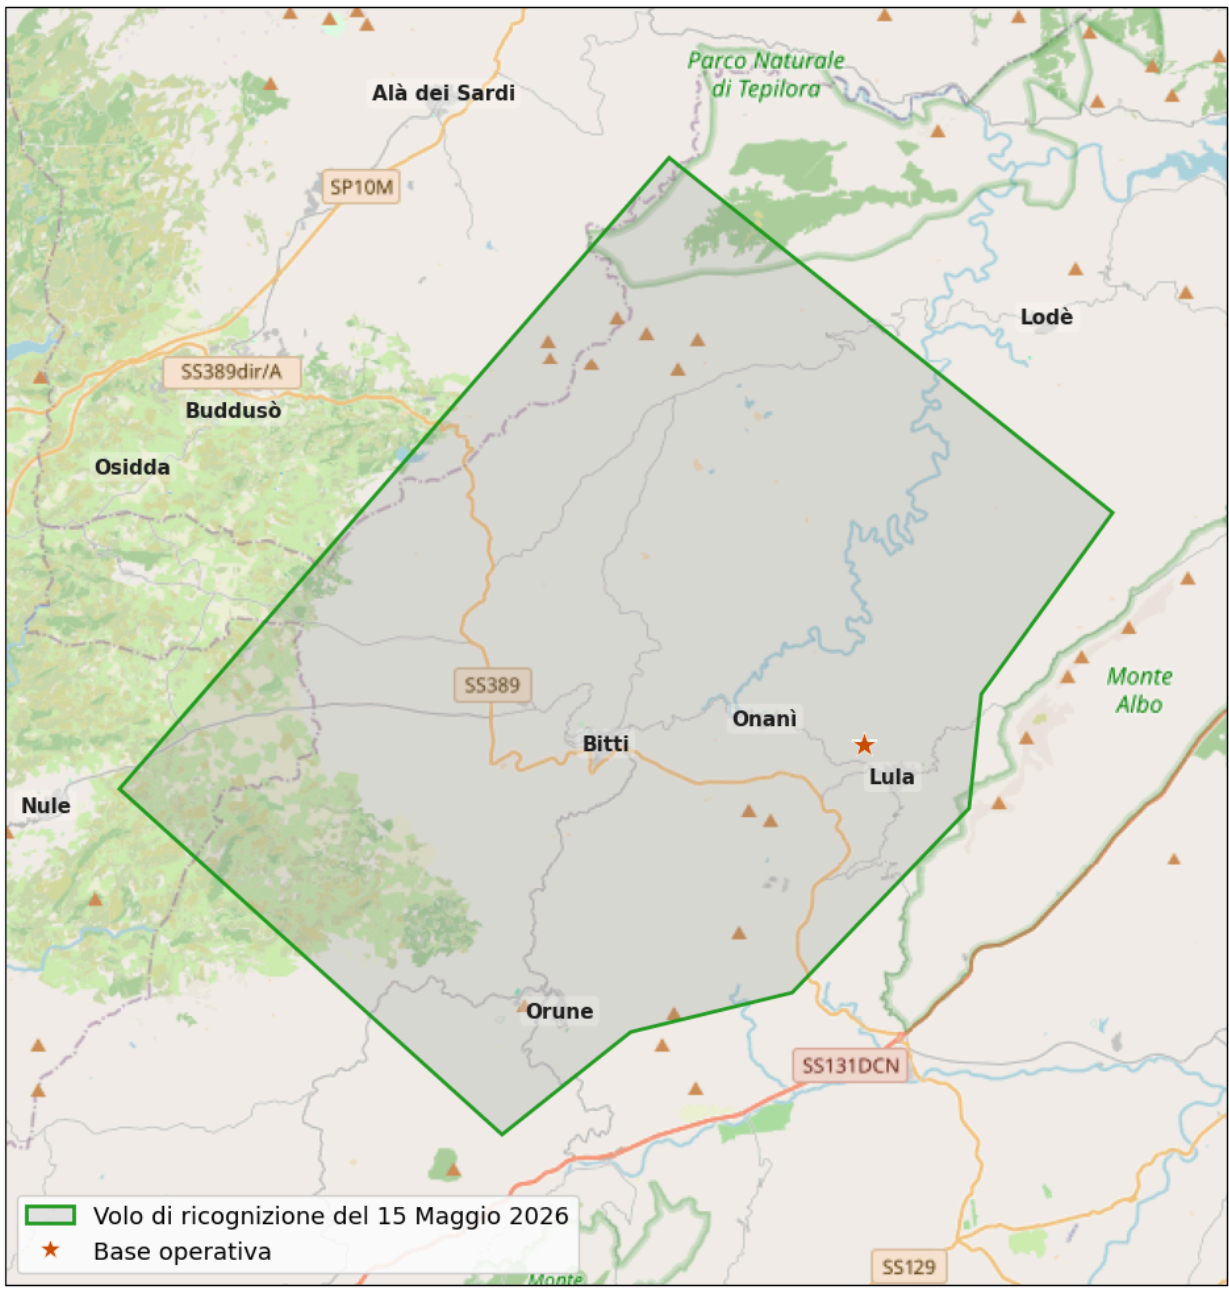 Parco Naturale
di Tepilora
Alà dei Sardi
SP10M
Lodè
SS389dir/A
Buddusò
Osidda
SS389
Monte
Albo
Onanì
Bitti
Lula
Nule
Orune
SS131DCN
Volo di ricognizione del 15 Maggio 2026
Base operativa
SS129
Monte